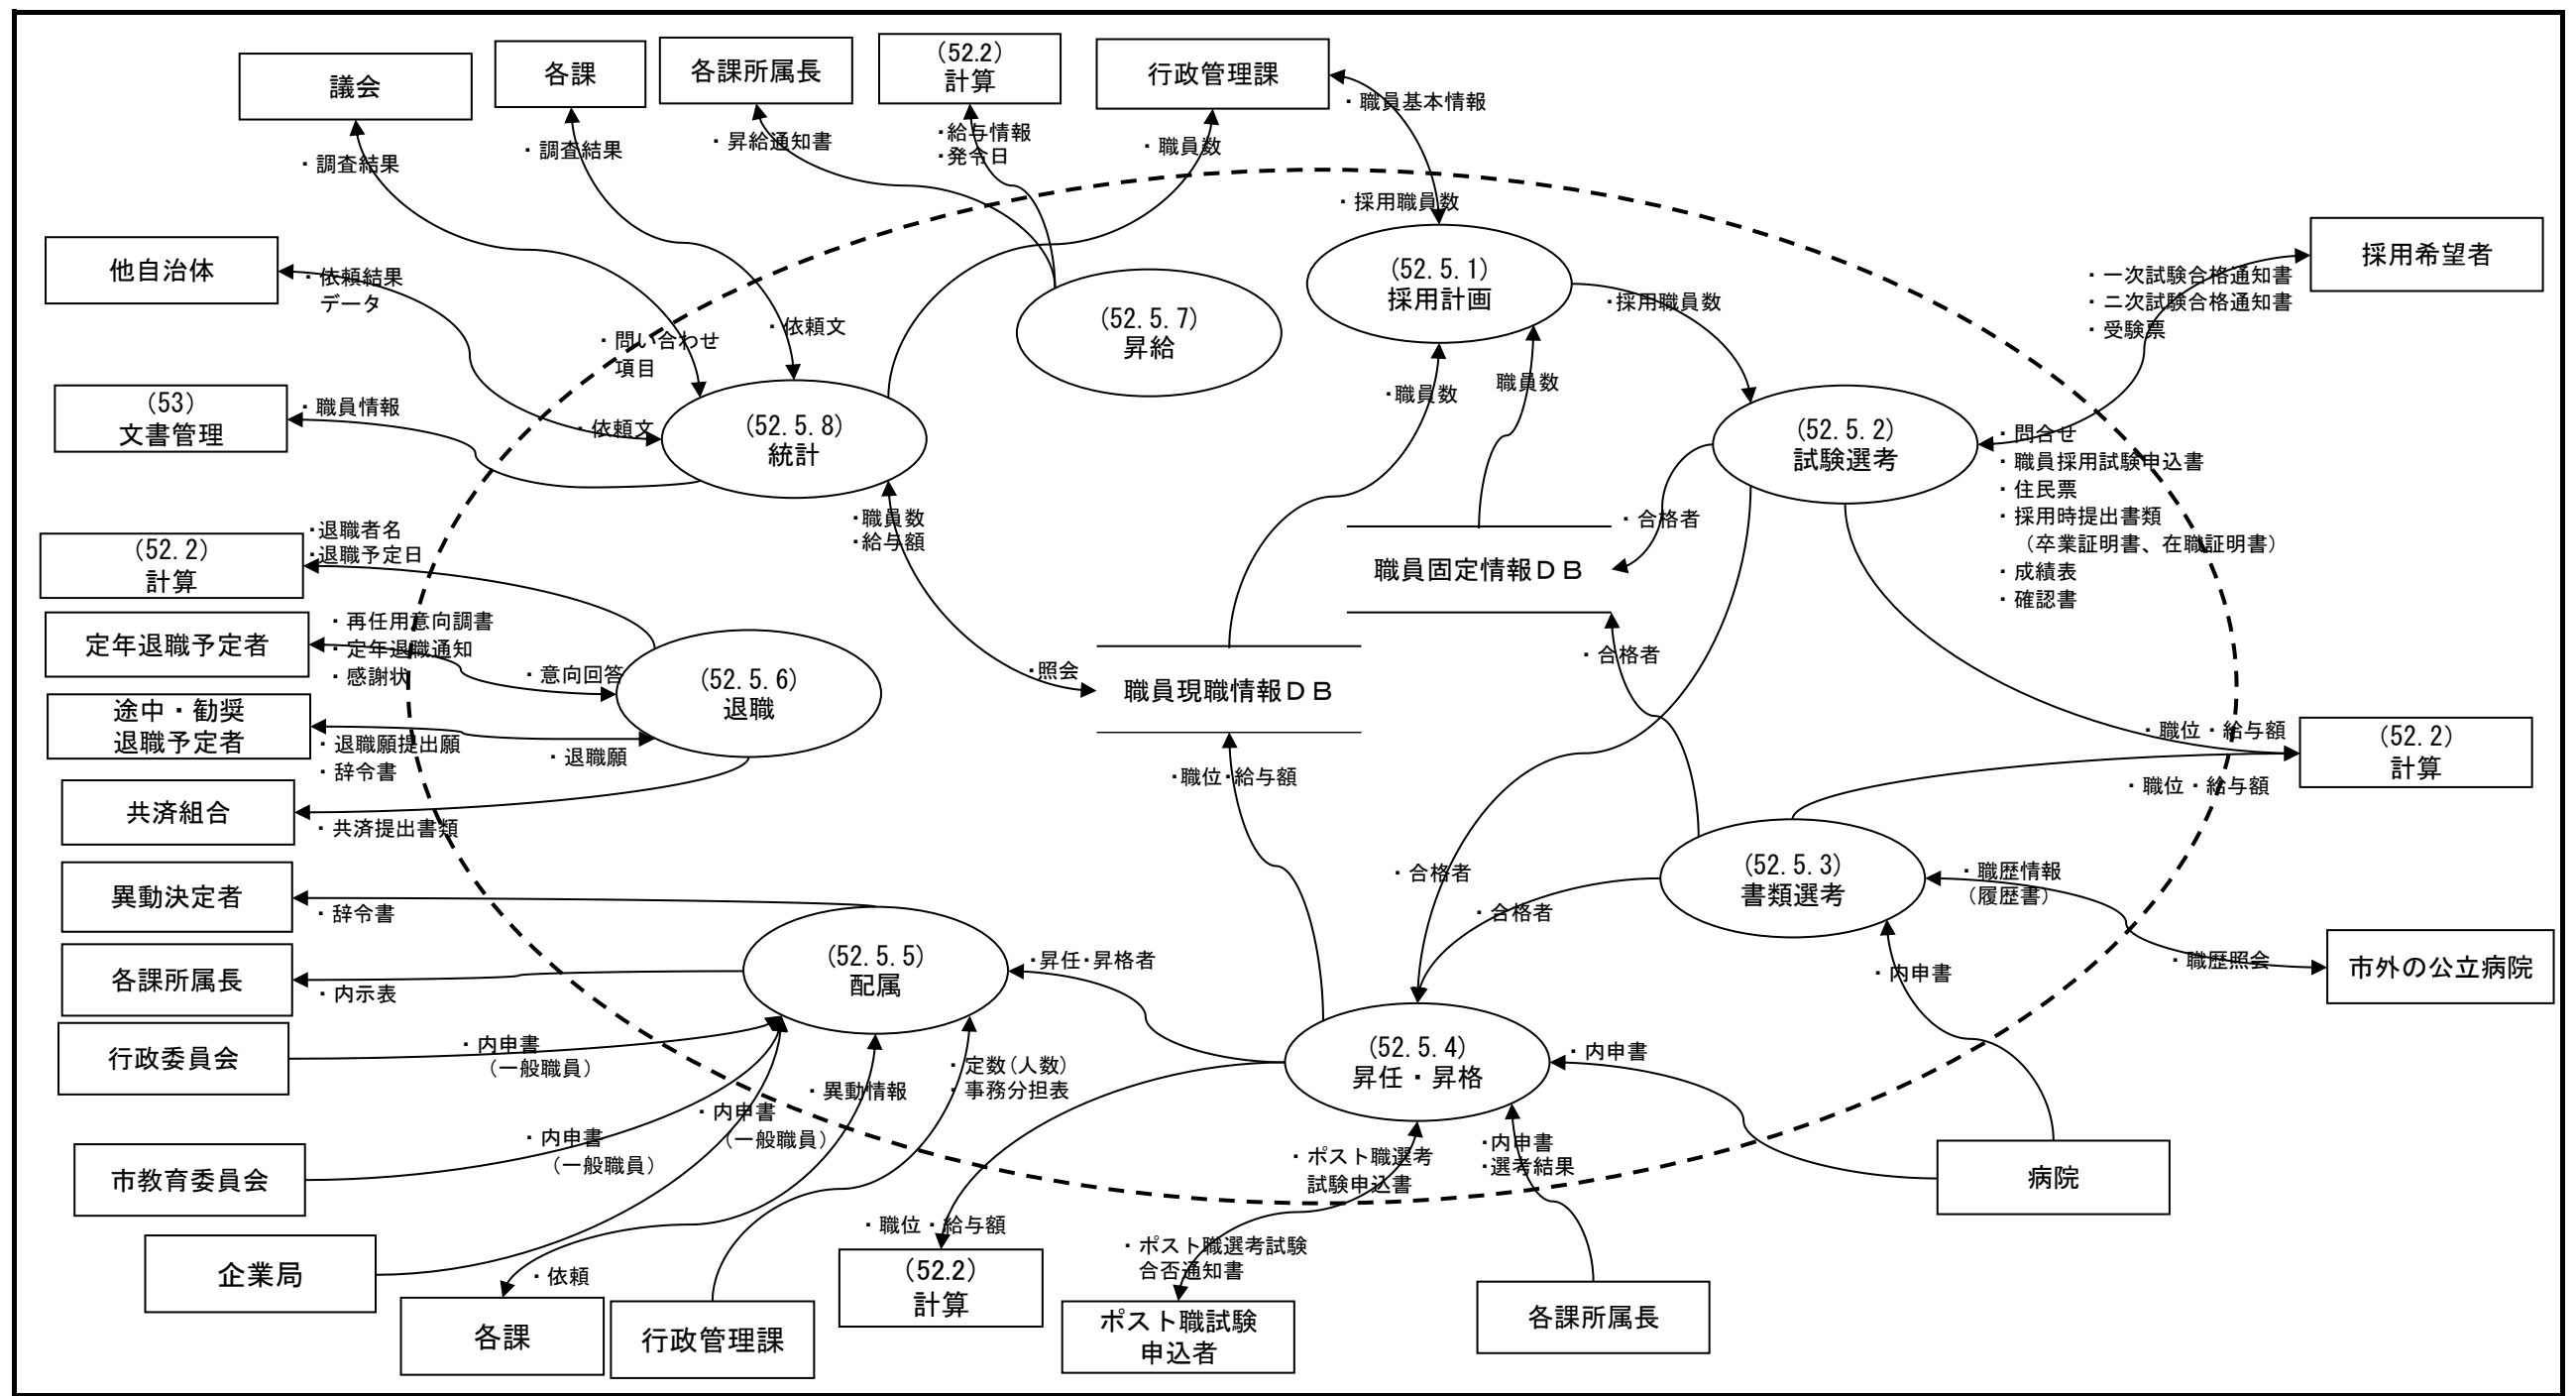 議会
各課
各課所属長
（52.2）
計算
行政管理課
・職員基本情報
・調査結果
・調査結果
・昇給通知書
・給与情報
・発令日
・職員数
・採用職員数
他自治体
・依頼結果
データ
（52.5.1）
採用計画
・採用職員数
採用希望者
・一次試験合格通知書
・二次試験合格通知書
・受験票
・問い合わせ
項目
・依頼文
（52.5.7）
昇給
（53）
文書管理
・職員情報
・依頼文
（52.5.8）
統計
・職員数
職員数
（52.5.2）
試験選考
・問合せ
・職員採用試験申込書
・住民票
・採用時提出書類
（卒業証明書、在職証明書）
・成績表
・確認書
・職員数
・給与額
・合格者
職員固定情報ＤＢ
（52.2）
計算
・退職者名
・退職予定日
定年退職予定者
・再任用意向調書
・定年退職通知
・感謝状
・意向回答
（52.5.6）
退職
・照会
職員現職情報ＤＢ
・合格者
途中・勧奨
退職予定者
・退職願提出願
・辞令書
・退職願
・職位・給与額
・職位・給与額
（52.2）
計算
・職位・給与額
共済組合
・共済提出書類
異動決定者
・辞令書
・合格者
・合格者
（52.5.3）
書類選考
・職歴情報
（履歴書）
各課所属長
・内示表
（52.5.5）
配属
・昇任・昇格者
・内申書
・職歴照会
市外の公立病院
行政委員会
・内申書
（一般職員）
・定数(人数)
・事務分担表
・異動情報
（52.5.4）
昇任・昇格
・内申書
・内申書
（一般職員）
市教育委員会
・内申書
（一般職員）
・ポスト職選考
試験申込書
・内申書
・選考結果
病院
・職位・給与額
・ポスト職選考試験
合否通知書
企業局
・依頼
各課
行政管理課
（52.2）
計算
ポスト職試験
申込者
各課所属長